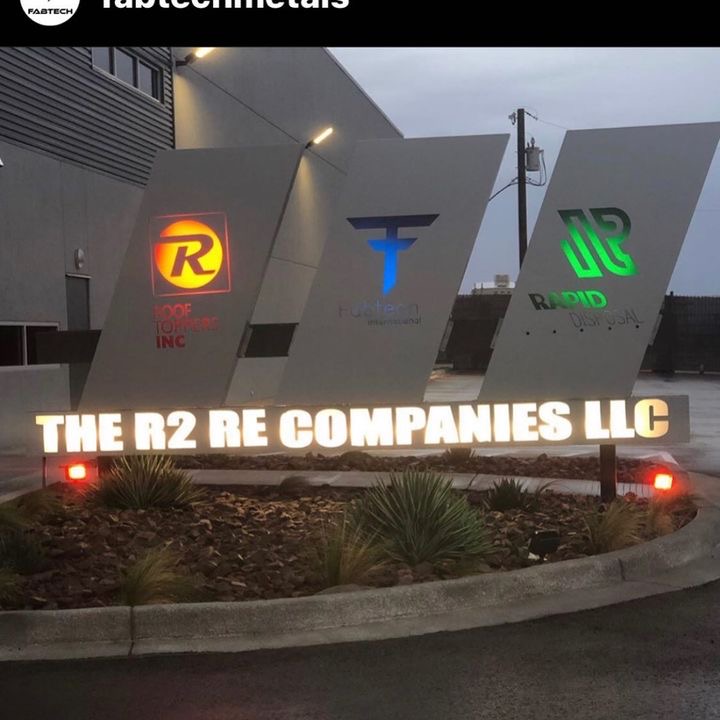 FABTECH
fabtechmetals
R
ROOF
TOPPERS
INC
Fabtech
International
RAPID
DISPOSAL
THE R2 RE COMPANIES LLC